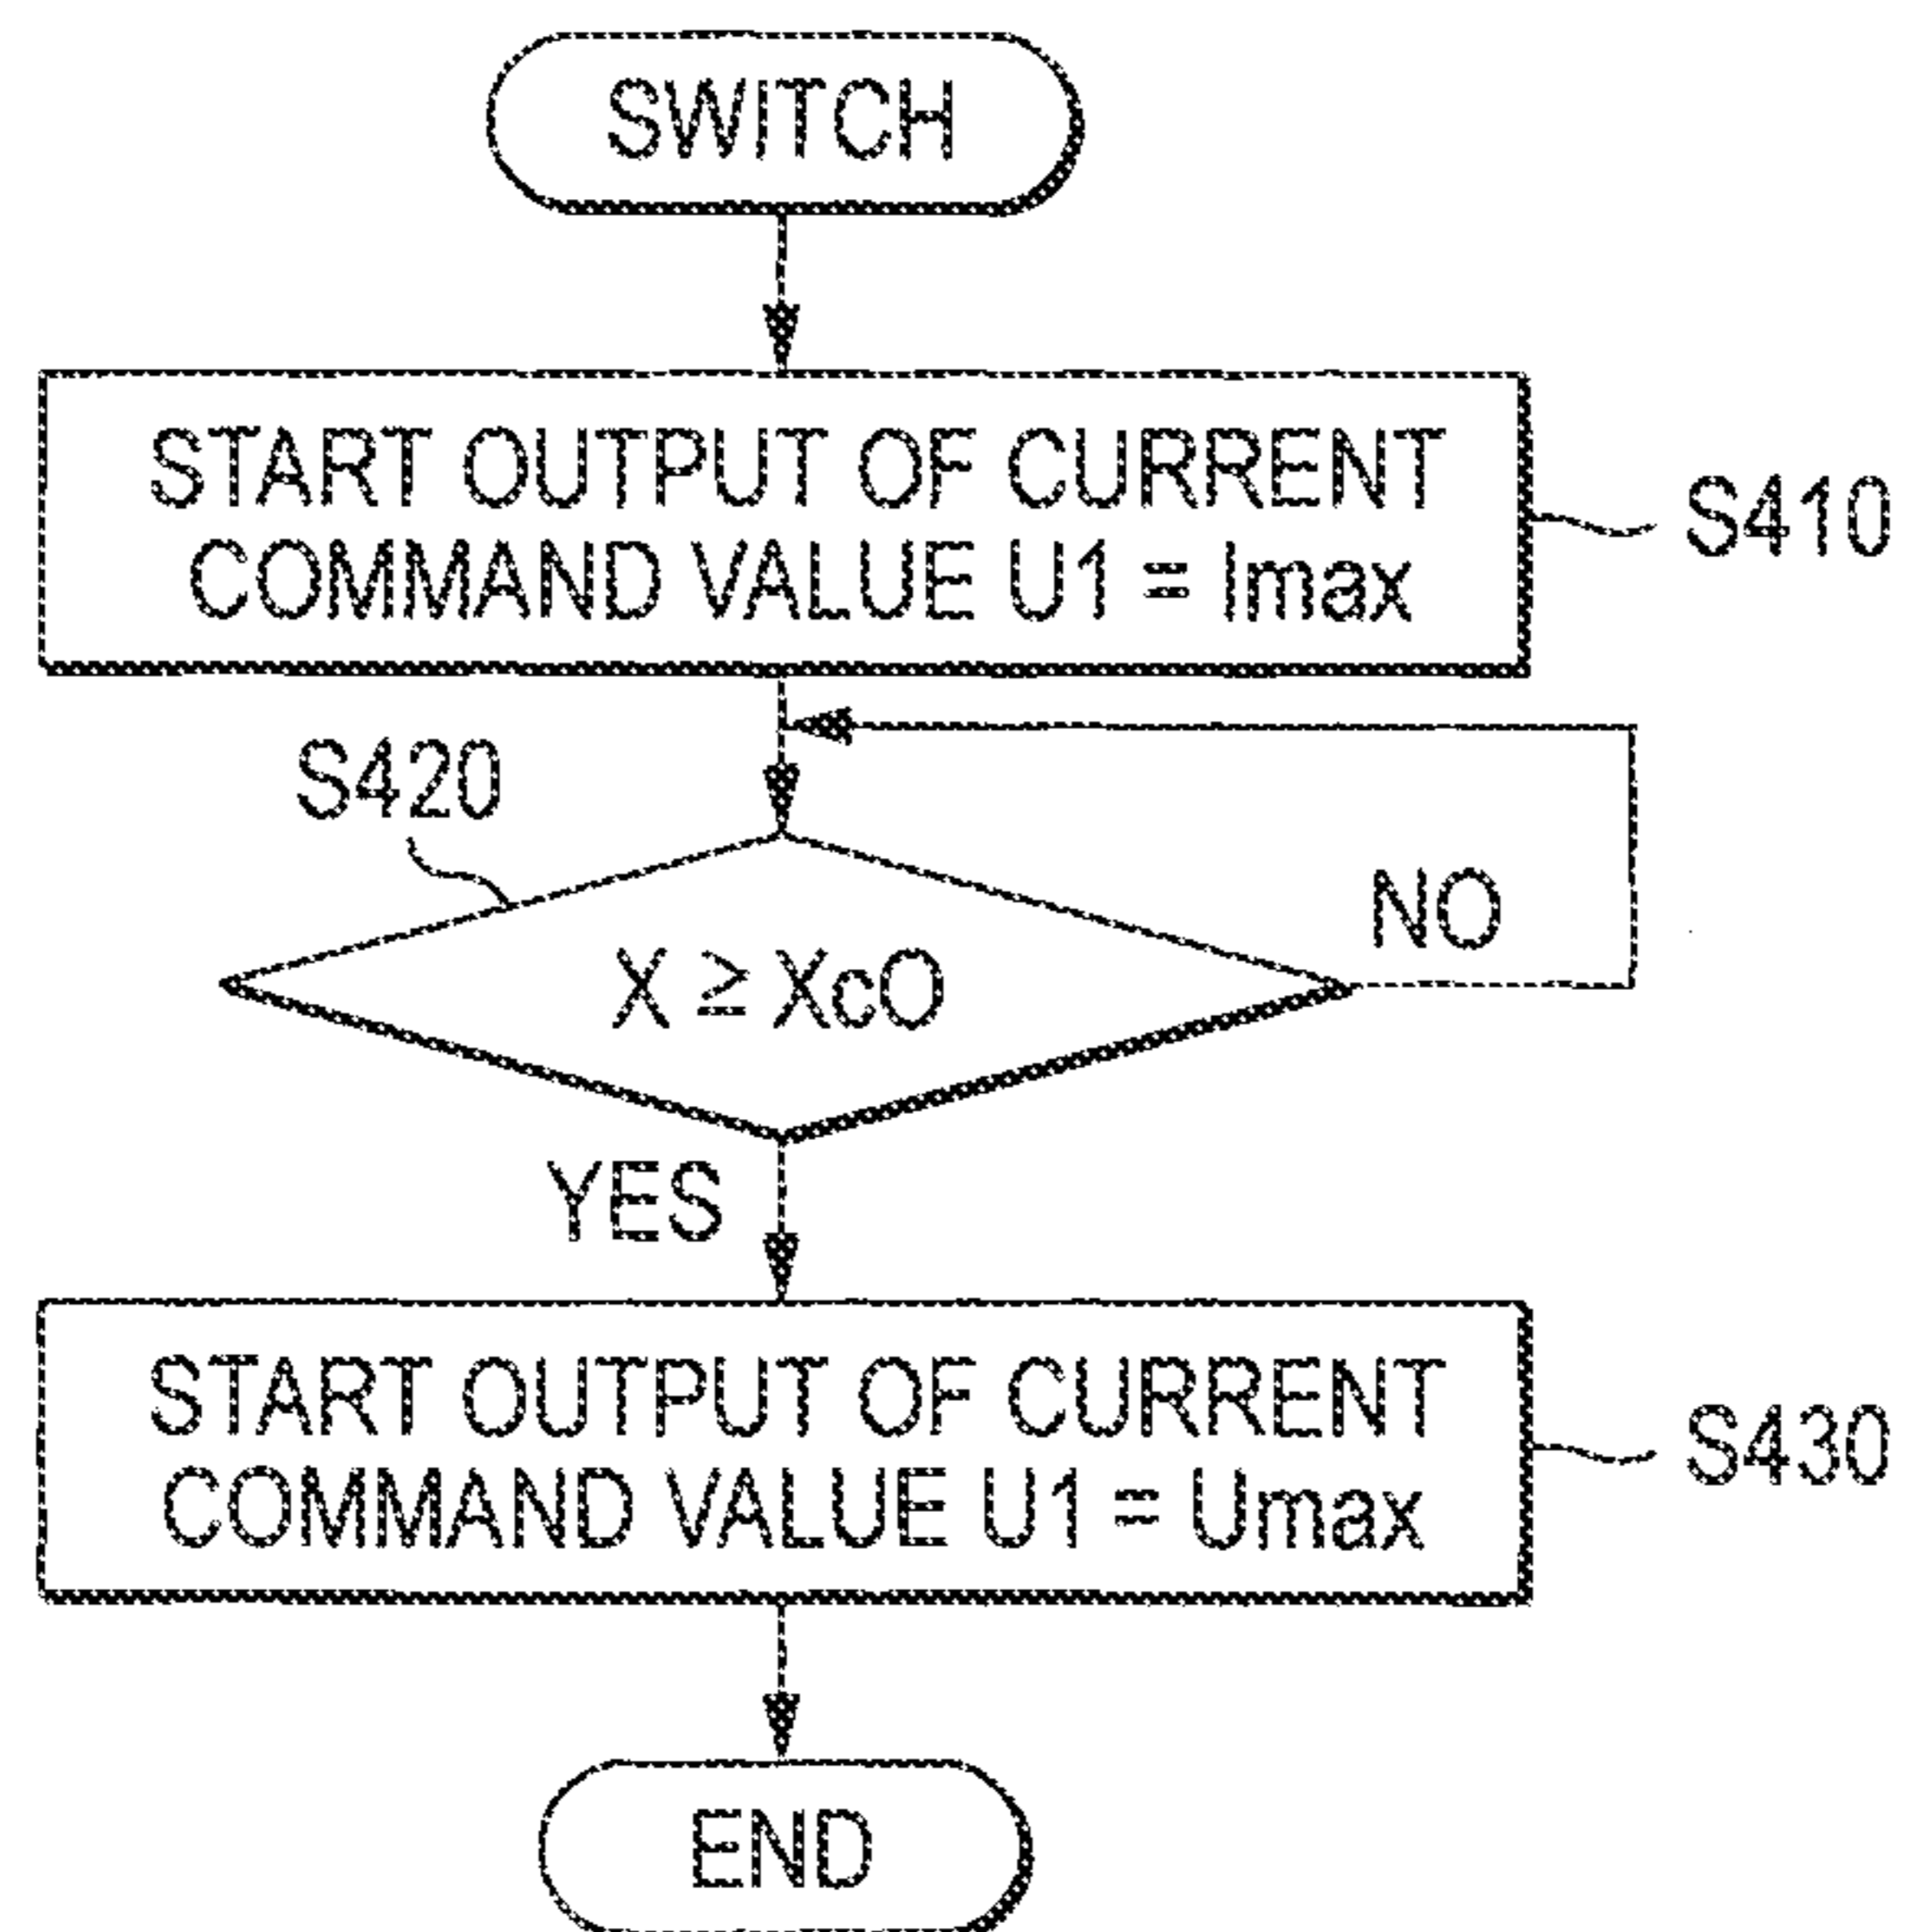 SWITCH
START OUTPUT OF CURRENT
COMMAND VALUE U1 = Imax
S410
S420
NO
X ≥ XcO
YES
START OUTPUT OF CURRENT
COMMAND VALUE U1 = Umax
S430
END